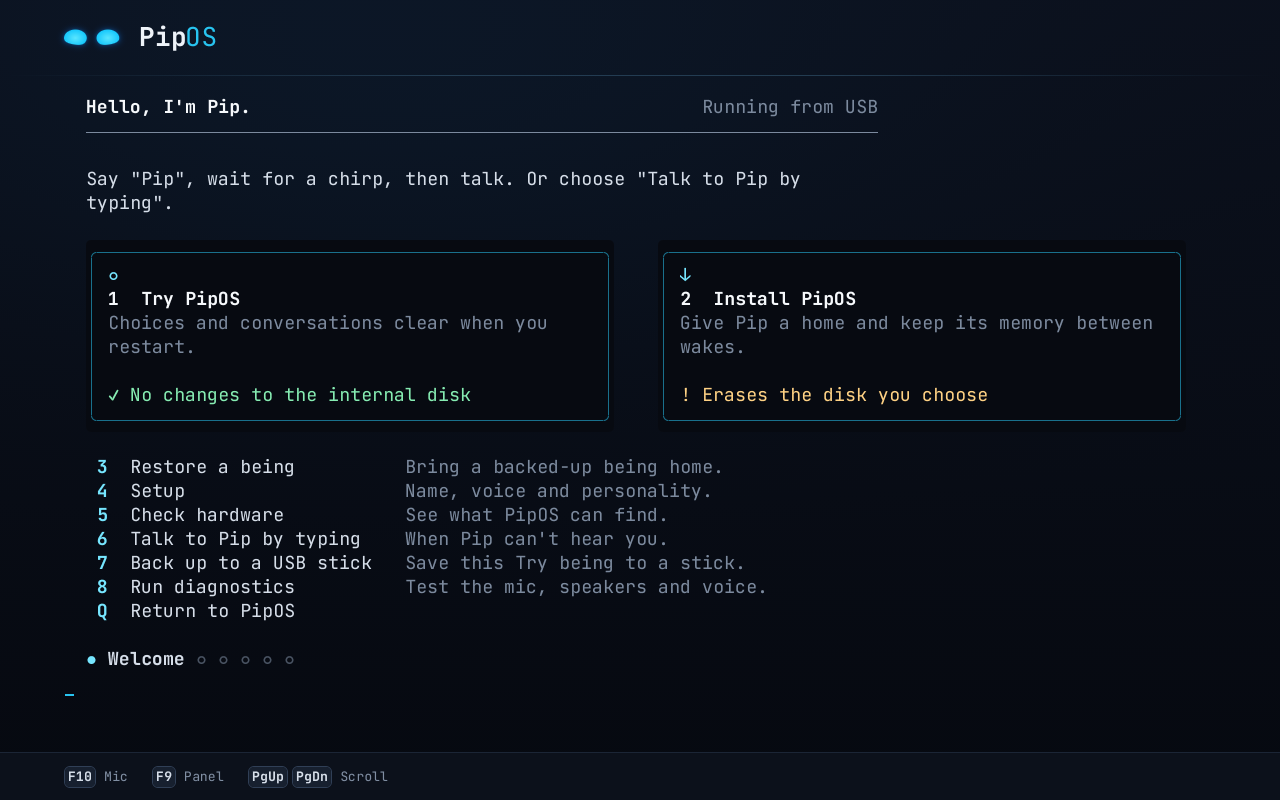 PipOS
Hello, I'm Pip. Running from USB
Say "Pip", wait for a chirp, then talk. Or choose "Talk to Pip by
typing".
1 Try PipOS
Choices and conversations clear when you
restart.
✓ No changes to the internal disk
↓
2 Install PipOS
Give Pip a home and keep its memory between
wakes.
! Erases the disk you choose
3 Restore a being Bring a backed-up being home.
4 Setup Name, voice and personality.
5 Check hardware See what PipOS can find.
6 Talk to Pip by typing When Pip can't hear you.
7 Back up to a USB stick Save this Try being to a stick.
8 Run diagnostics Test the mic, speakers and voice.
Q Return to PipOS
Welcome
F10 Mic F9 Panel PgUp PgDn Scroll